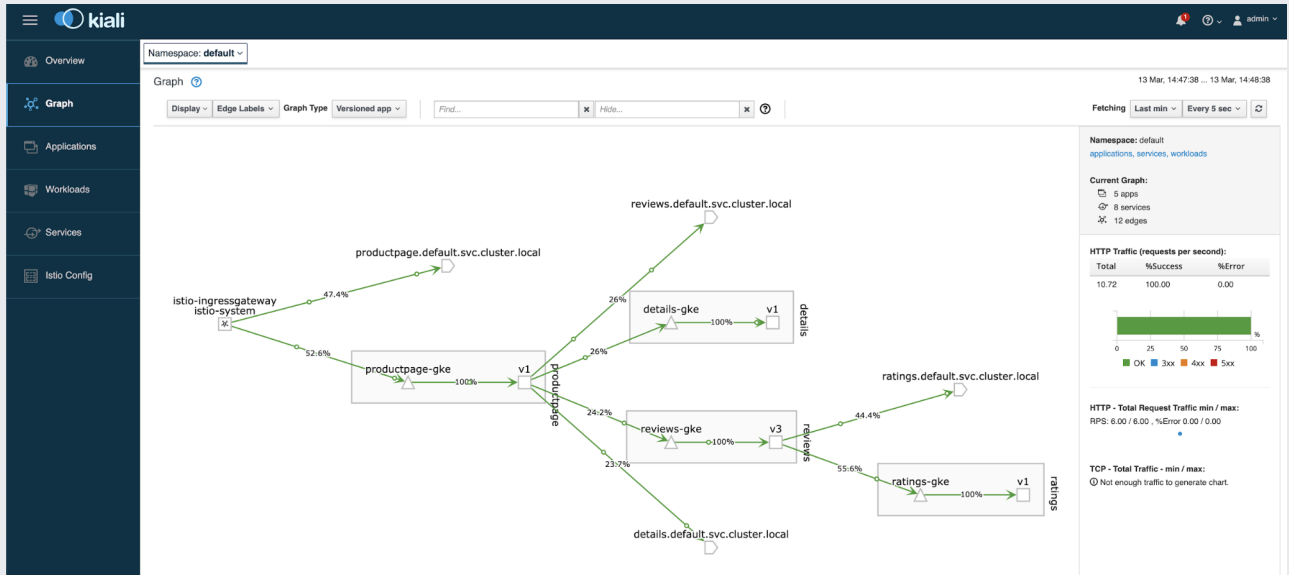 kiali
1
admin
Overview
Graph
Applications
Workloads
Services
Istio Config
Namespace: default
Graph
13 Mar, 14:47:38 ... 13 Mar, 14:48:38
Display
Edge Labels
Graph Type
Versioned app
Find...
Hide...
Fetching
Last min
Every 5 sec
reviews.default.svc.cluster.local
productpage.default.svc.cluster.local
47.4%
istio-ingressgateway
istio-system
52.6%
26%
details-gke
v1
100%
details
26%
productpage-gke
v1
100%
productpage
ratings.default.svc.cluster.local
24.2%
44.4%
reviews-gke
v3
100%
reviews
23.7%
55.6%
ratings-gke
v1
100%
ratings
details.default.svc.cluster.local
Namespace: default
applications, services, workloads
Current Graph:
5 apps
8 services
12 edges
HTTP Traffic (requests per second):
Total %Success %Error
10.72 100.00 0.00
%
0 25 50 75 100
OK 3xx 4xx 5xx
HTTP - Total Request Traffic min / max:
RPS: 6.00 / 6.00 , %Error 0.00 / 0.00
TCP - Total Traffic - min / max:
Not enough traffic to generate chart.